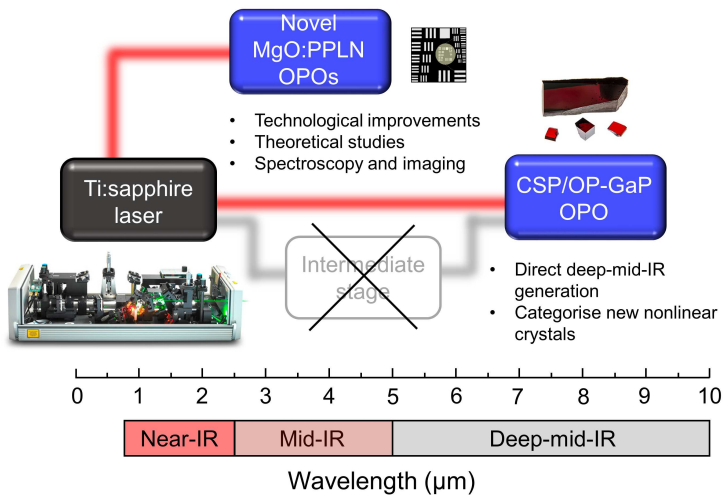 Novel
MgO:PPLN
OPOs
• Technological improvements
• Theoretical studies
• Spectroscopy and imaging
Ti:sapphire
laser
CSP/OP-GaP
OPO
Intermediate
stage
• Direct deep-mid-IR
generation
• Categorise new nonlinear
crystals
0 1 2 3 4 5 6 7 8 9 10
Near-IR Mid-IR Deep-mid-IR
Wavelength (μm)